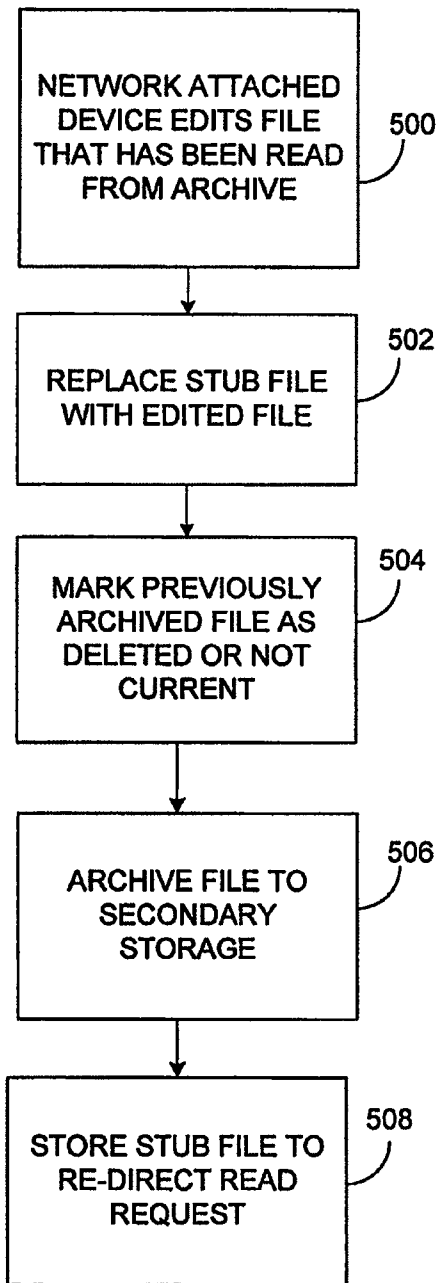 NETWORK ATTACHED
DEVICE EDITS FILE
THAT HAS BEEN READ
FROM ARCHIVE
500
REPLACE STUB FILE
WITH EDITED FILE
502
MARK PREVIOUSLY
ARCHIVED FILE AS
DELETED OR NOT
CURRENT
504
ARCHIVE FILE TO
SECONDARY
STORAGE
506
STORE STUB FILE TO
RE-DIRECT READ
REQUEST
508